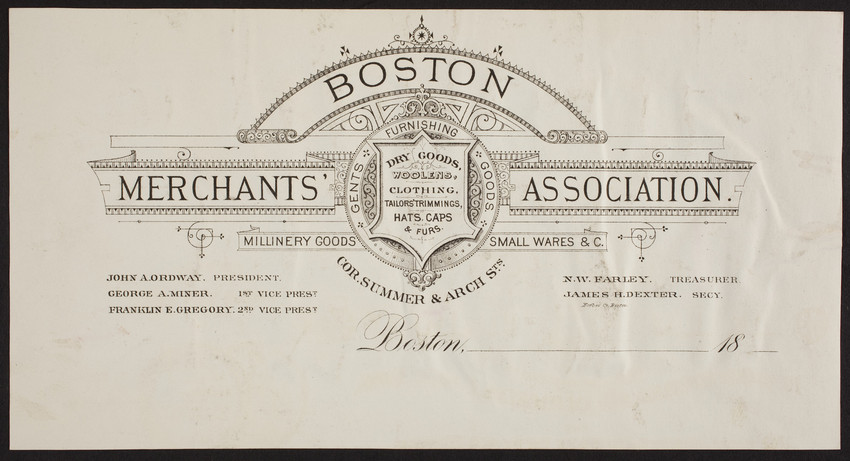 BOSTON
MERCHANTS' ASSOCIATION.
GENTS FURNISHING GOODS
DRY GOODS,
WOOLENS,
CLOTHING,
TAILORS' TRIMMINGS,
HATS, CAPS
& FURS.
MILLINERY GOODS SMALL WARES & C.
COR. SUMMER & ARCH STS
JOHN A. ORDWAY. PRESIDENT.
GEORGE A. MINER. 1ST VICE PREST
FRANKLIN E. GREGORY. 2ND VICE PREST
N. W. FARLEY. TREASURER.
JAMES H. DEXTER. SECY.
Boston, 18